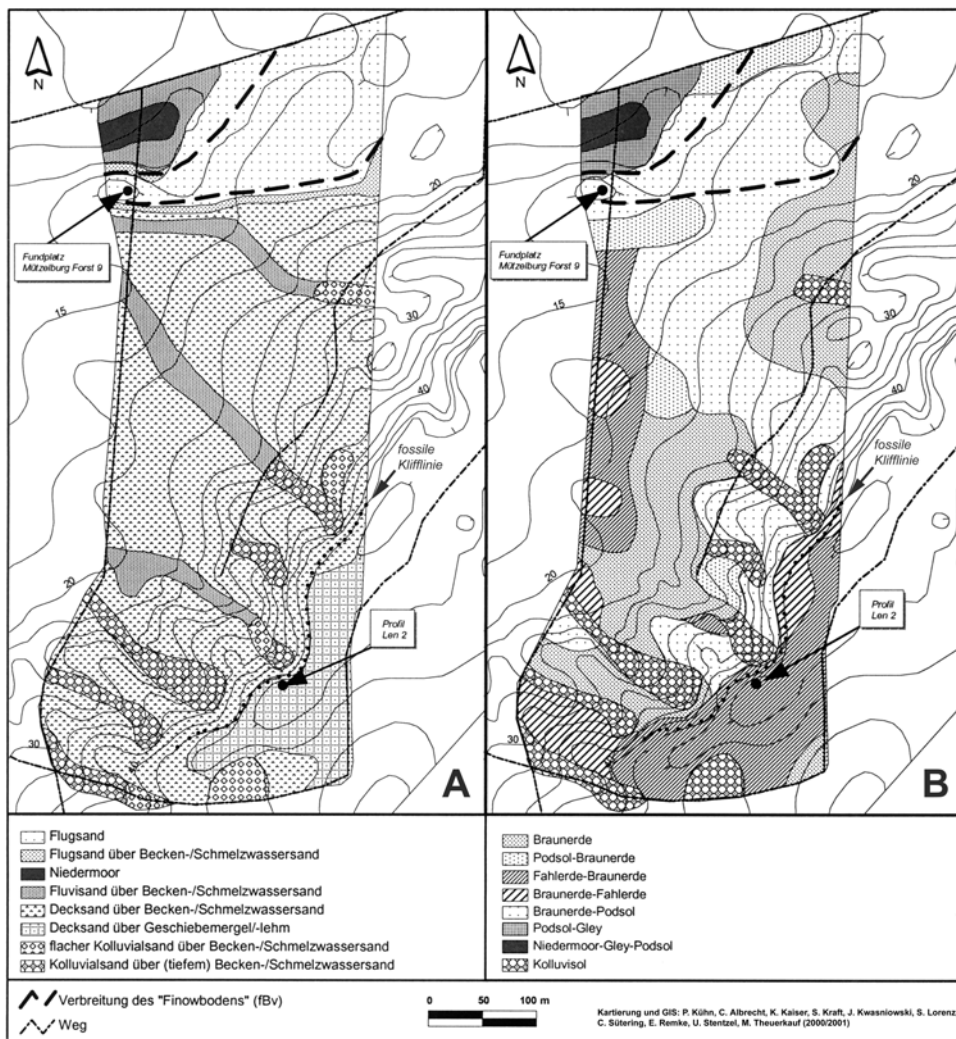 N
Fundplatz
Mützelburg Forst 9
15
20
30
40
fossile
Klifflinie
20
Profil
Len 2
30
40
A
N
Fundplatz
Mützelburg Forst 9
15
20
30
40
fossile
Klifflinie
20
Profil
Len 2
30
40
B
Flugsand
Flugsand über Becken-/Schmelzwassersand
Niedermoor
Fluvisand über Becken-/Schmelzwassersand
Decksand über Becken-/Schmelzwassersand
Decksand über Geschiebemergel/-lehm
flacher Kolluvialsand über Becken-/Schmelzwassersand
Kolluvialsand über (tiefem) Becken-/Schmelzwassersand
Braunerde
Podsol-Braunerde
Fahlerde-Braunerde
Braunerde-Fahlerde
Braunerde-Podsol
Podsol-Gley
Niedermoor-Gley-Podsol
Kolluvisol
Verbreitung des "Finowbodens" (fBv)
Weg
0 50 100 m
Kartierung und GIS: P. Kühn, C. Albrecht, K. Kaiser, S. Kraft, J. Kwasniowski, S. Lorenz,
C. Sütering, E. Remke, U. Stentzel, M. Theuerkauf (2000/2001)